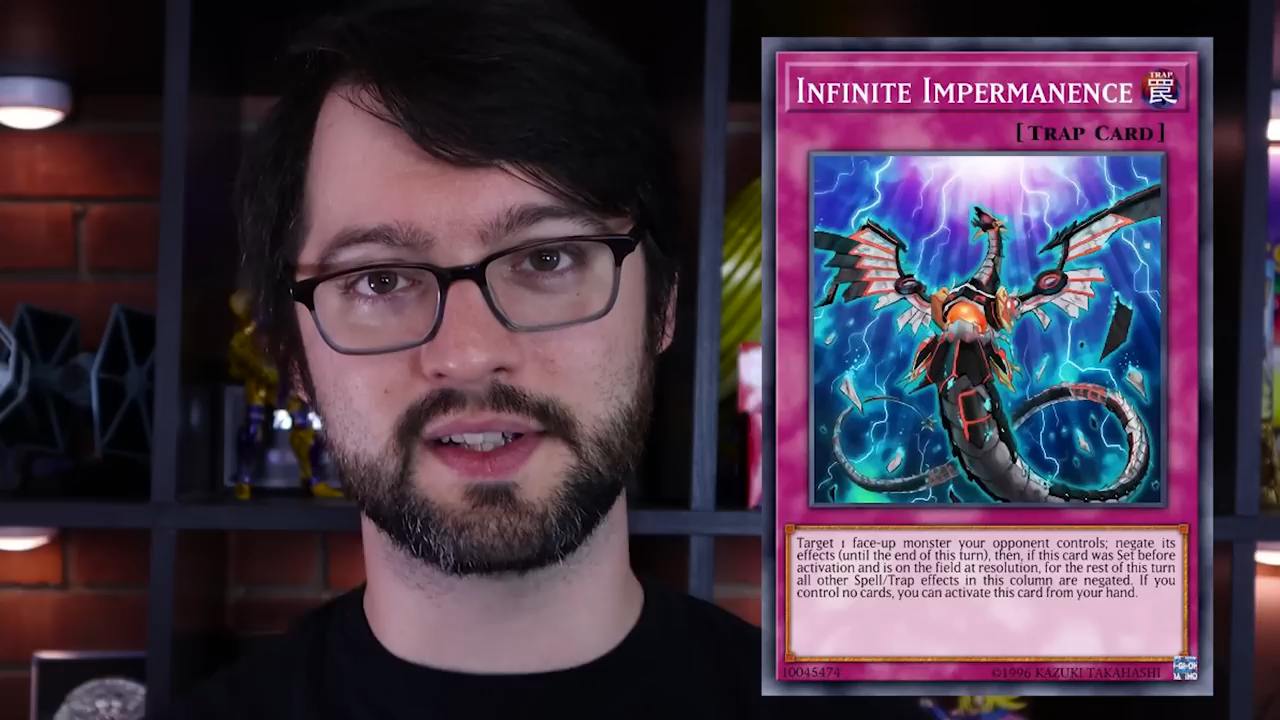 INFINITE IMPERMANENCE
TRAP
罠
[TRAP CARD]
Target 1 face-up monster your opponent controls; negate its
effects (until the end of this turn), then, if this card was Set before
activation and is on the field at resolution, for the rest of this turn
all other Spell/Trap effects in this column are negated. If you
control no cards, you can activate this card from your hand.
10045474
©1996 KAZUKI TAKAHASHI